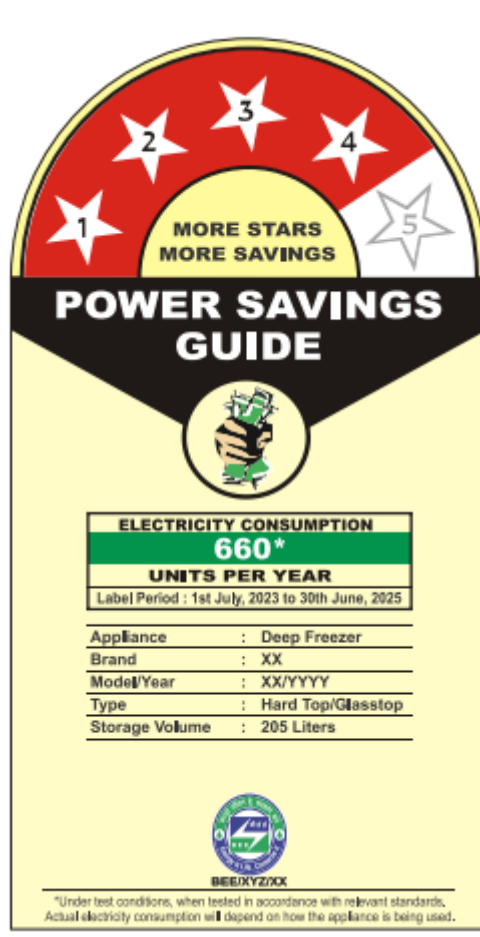 1
2
3
4
5
MORE STARS
MORE SAVINGS
POWER SAVINGS
GUIDE
ELECTRICITY CONSUMPTION
660*
UNITS PER YEAR
Label Period : 1st July, 2023 to 30th June, 2025
Appliance : Deep Freezer
Brand : XX
Model/Year : XX/YYYY
Type : Hard Top/Glasstop
Storage Volume : 205 Liters
BEE/XYZ/XX
*Under test conditions, when tested in accordance with relevant standards,
Actual electricity consumption will depend on how the appliance is being used.